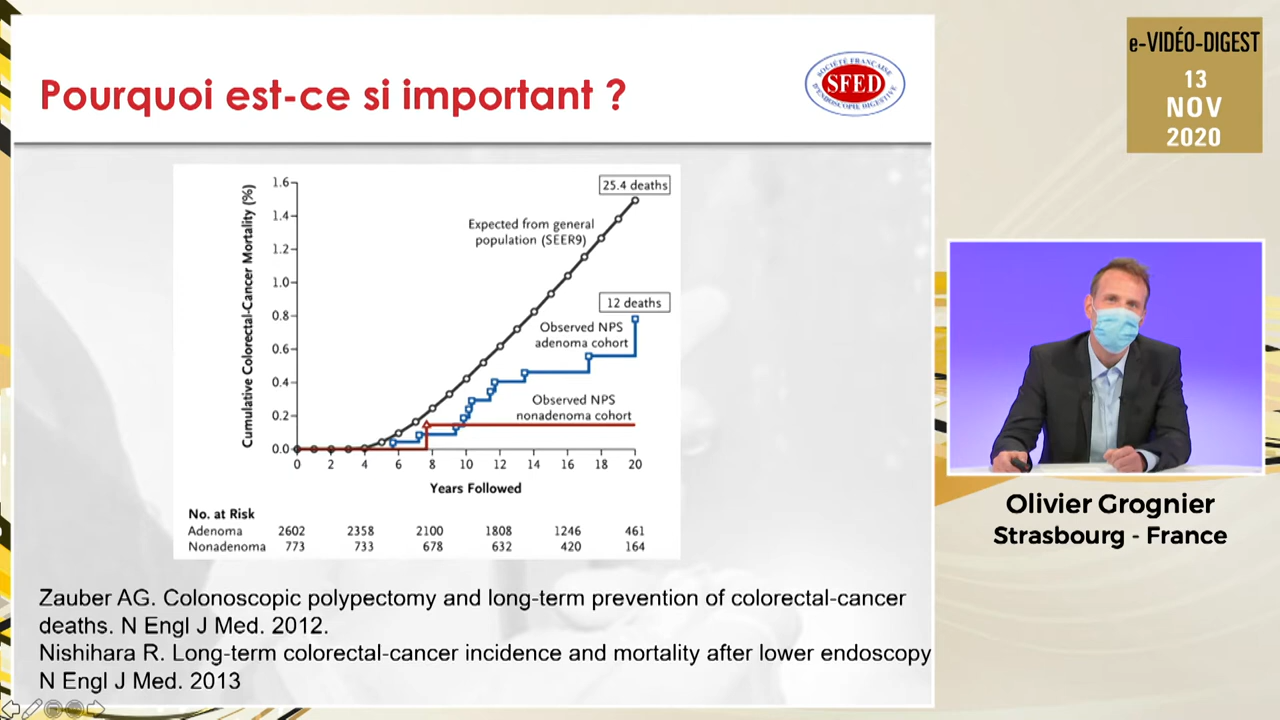 Pourquoi est-ce si important ?
SOCIÉTÉ FRANÇAISE
SFED
D'ENDOSCOPIE DIGESTIVE
e-VIDÉO-DIGEST
13
NOV
2020
Cumulative Colorectal-Cancer Mortality (%)
1.6
1.4
1.2
1.0
0.8
0.6
0.4
0.2
0.0
25.4 deaths
Expected from general
population (SEER9)
12 deaths
Observed NPS
adenoma cohort
Observed NPS
nonadenoma cohort
0 2 4 6 8 10 12 14 16 18 20
Years Followed
No. at Risk
Adenoma 2602 2358 2100 1808 1246 461
Nonadenoma 773 733 678 632 420 164
Olivier Grognier
Strasbourg - France
Zauber AG. Colonoscopic polypectomy and long-term prevention of colorectal-cancer
deaths. N Engl J Med. 2012.
Nishihara R. Long-term colorectal-cancer incidence and mortality after lower endoscopy
N Engl J Med. 2013